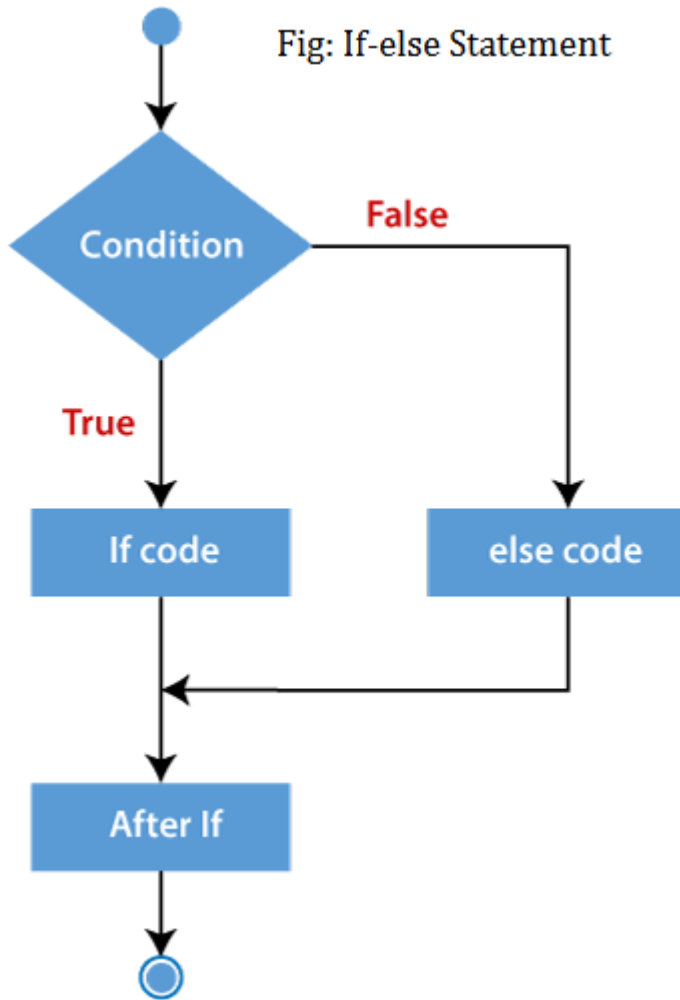 Fig: If-else Statement
Condition
False
True
If code
else code
After If